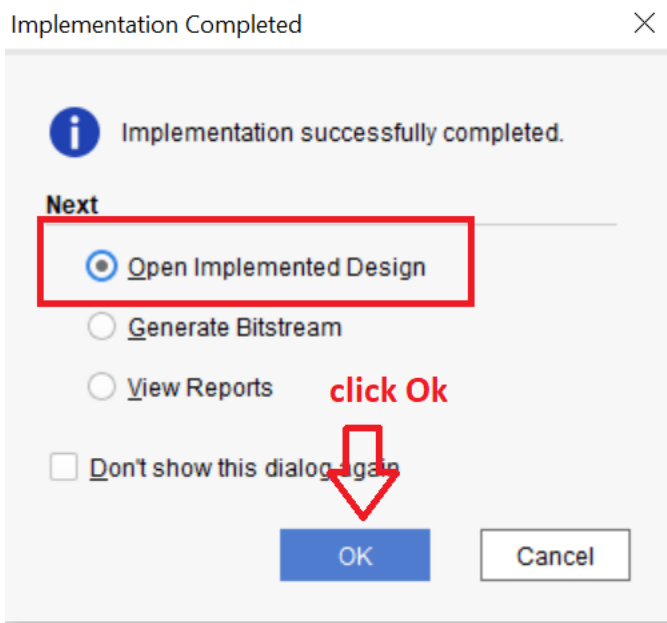 Implementation Completed
Implementation successfully completed.
Next
Open Implemented Design
Generate Bitstream
View Reports
click Ok
Don't show this dialog again
OK
Cancel